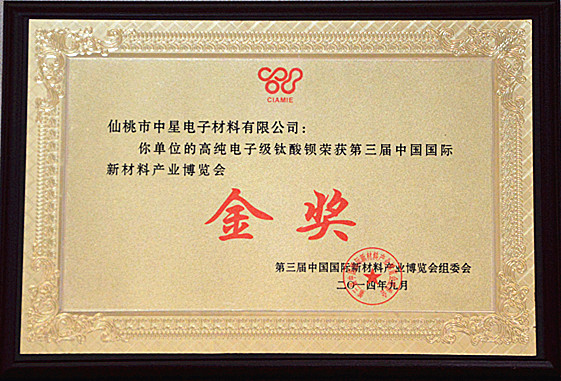 CIAMIE
仙桃市中星电子材料有限公司：
你单位的高纯电子级钛酸钡荣获第三届中国国际
新材料产业博览会
金奖
第三届中国国际新材料产业博览会组委会
二〇一四年九月